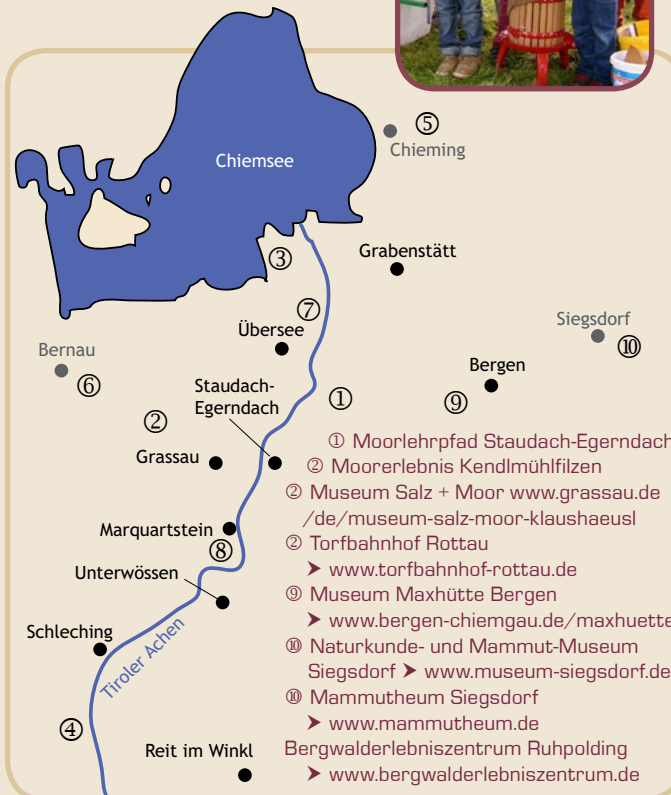 ⑤
Chieming
Chiemsee
③
Grabenstätt
⑦
Siegsdorf
Übersee
⑩
Bernau
Bergen
⑥
Staudach-
Egerndach
①
⑨
②
Grassau
① Moorlehrpfad Staudach-Egerndach
② Moorerlebnis Kendlmühlfilzen
② Museum Salz + Moor www.grassau.de
/de/museum-salz-moor-klaushaeusl
② Torfbahnhof Rottau
➤ www.torfbahnhof-rottau.de
⑨ Museum Maxhütte Bergen
➤ www.bergen-chiemgau.de/maxhuette
⑩ Naturkunde- und Mammut-Museum
Siegsdorf ➤ www.museum-siegsdorf.de
⑩ Mammutheum Siegsdorf
➤ www.mammutheum.de
Bergwalderlebniszentrum Ruhpolding
➤ www.bergwalderlebniszentrum.de
Marquartstein
⑧
Unterwössen
Schleching
Tiroler Achen
④
Reit im Winkl